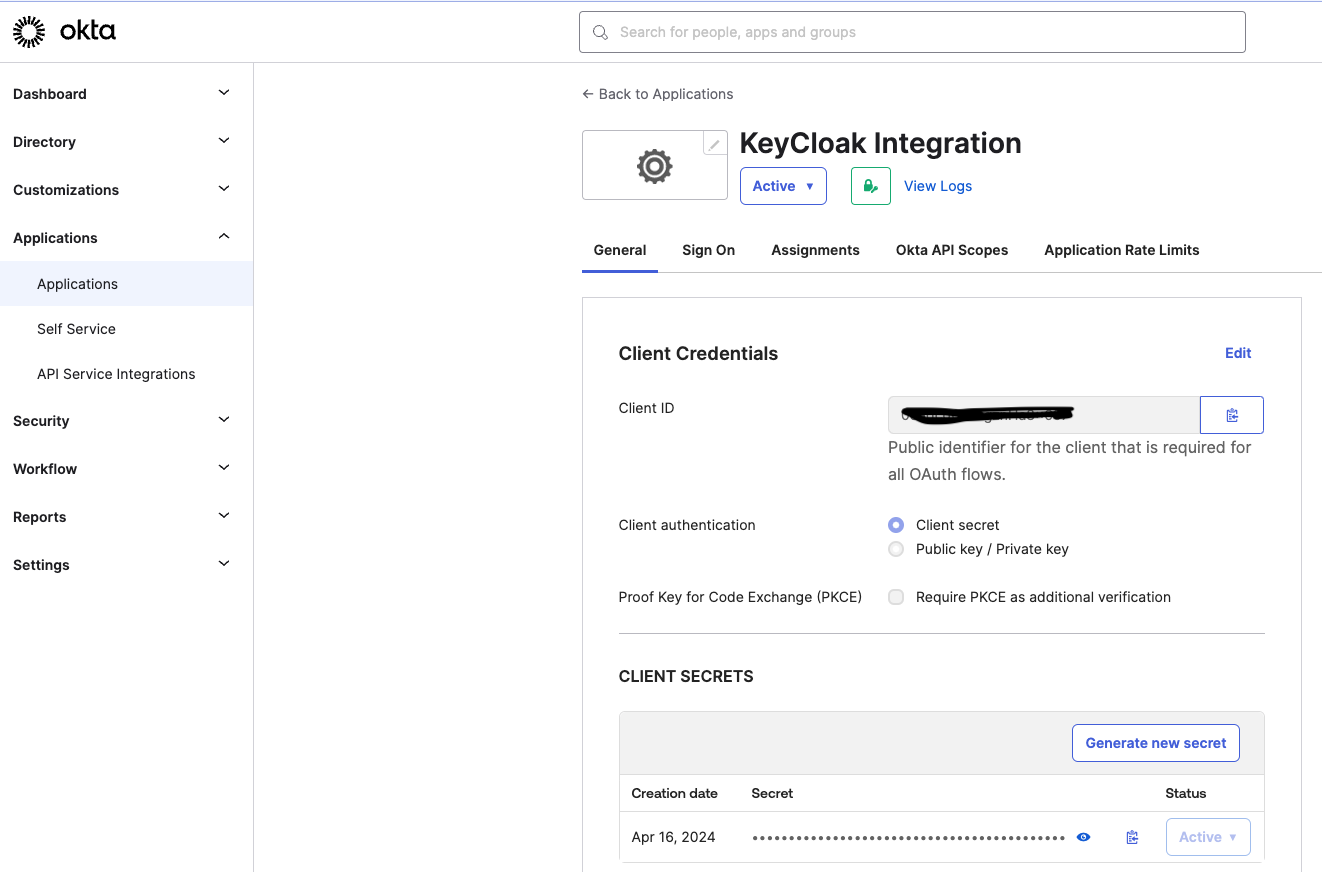 okta
Search for people, apps and groups
Dashboard
Directory
Customizations
Applications
Applications
Self Service
API Service Integrations
Security
Workflow
Reports
Settings
← Back to Applications
KeyCloak Integration
Active ▼
View Logs
General Sign On Assignments Okta API Scopes Application Rate Limits
Client Credentials Edit
Client ID
Public identifier for the client that is required for
all OAuth flows.
Client authentication Client secret
Public key / Private key
Proof Key for Code Exchange (PKCE) Require PKCE as additional verification
CLIENT SECRETS
Generate new secret
Creation date Secret Status
Apr 16, 2024 Active ▼